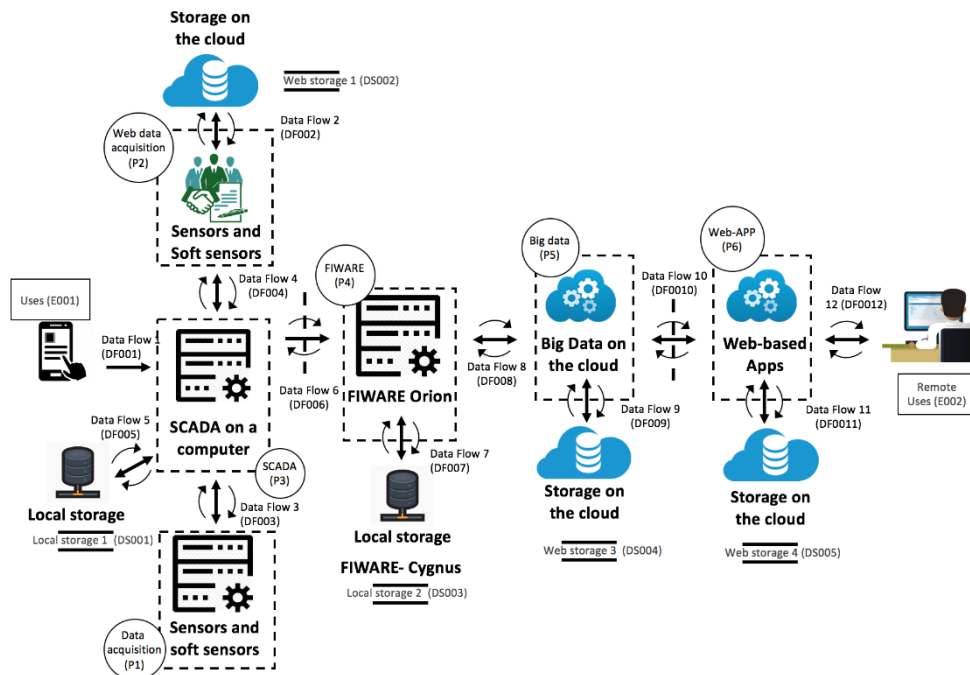 Storage on
the cloud
Web storage 1 (DS002)
Data Flow 2
(DF002)
Web data
acquisition
(P2)
Sensors and
Soft sensors
Data Flow 4
(DF004)
Uses (E001)
Data Flow 1
(DF001)
SCADA on a
computer
SCADA
(P3)
Data Flow 5
(DF005)
Local storage
Local storage 1 (DS001)
Data Flow 3
(DF003)
Sensors and
soft sensors
Data
acquisition
(P1)
Data Flow 6
(DF006)
FIWARE
(P4)
FIWARE Orion
Data Flow 7
(DF007)
Local storage
FIWARE- Cygnus
Local storage 2 (DS003)
Data Flow 8
(DF008)
Big data
(P5)
Big Data on
the cloud
Data Flow 9
(DF009)
Storage on
the cloud
Web storage 3 (DS004)
Data Flow 10
(DF0010)
Web-APP
(P6)
Web-based
Apps
Data Flow 11
(DF0011)
Storage on
the cloud
Web storage 4 (DS005)
Data Flow
12 (DF0012)
Remote
Uses (E002)